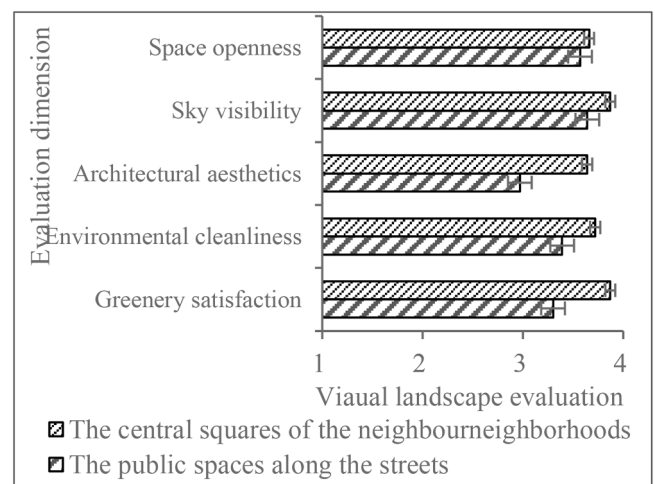 Evaluation dimension
Space openness
Sky visibility
Architectural aesthetics
Environmental cleanliness
Greenery satisfaction
1 2 3 4
Viaual landscape evaluation
The central squares of the neighbourneighborhoods
The public spaces along the streets